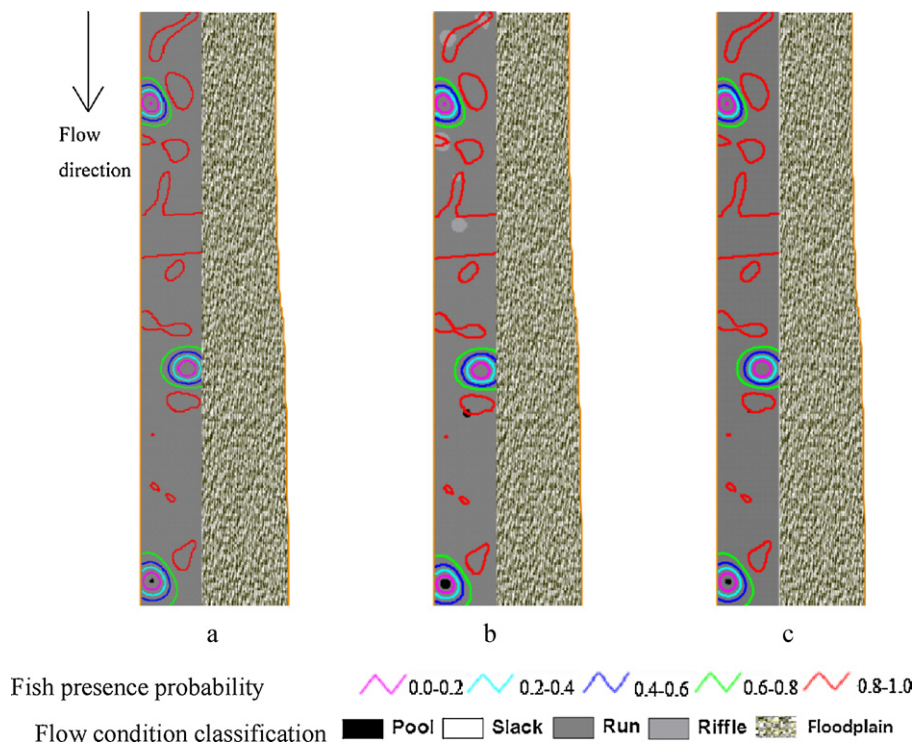 Flow
direction
a b c
Fish presence probability 0.0-0.2 0.2-0.4 0.4-0.6 0.6-0.8 0.8-1.0
Flow condition classification Pool Slack Run Riffle Floodplain